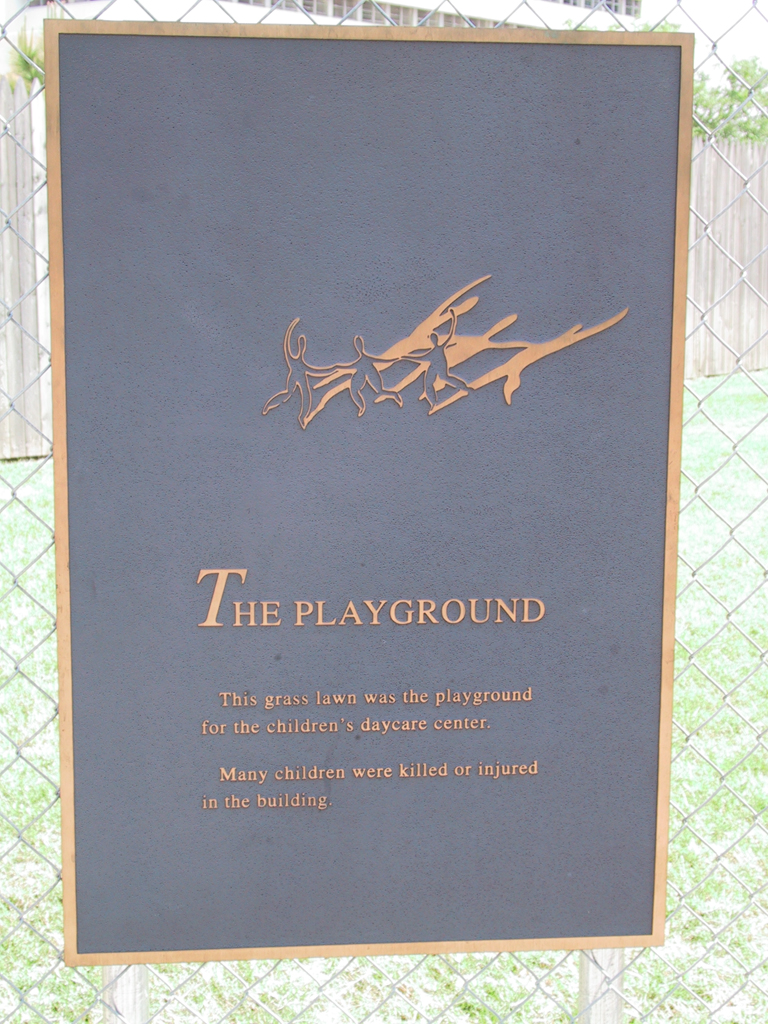 THE PLAYGROUND
This grass lawn was the playground
for the children's daycare center.
Many children were killed or injured
in the building.